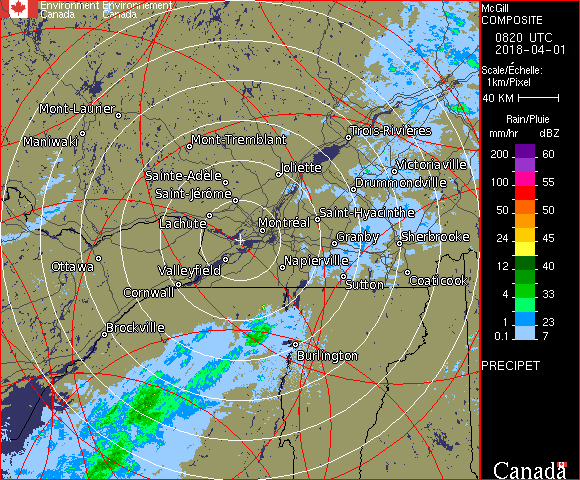 Environment Environnement
Canada Canada
Mont-Laurier
Maniwaki
Mont-Tremblant
Trois-Rivières
Joliette
Victoriaville
Sainte-Adèle
Drummondville
Saint-Jérôme
Saint-Hyacinthe
Lachute
Montréal
Granby
Sherbrooke
Ottawa
Valleyfield
Napierville
Coaticook
Sutton
Cornwall
Brockville
Burlington
McGill
COMPOSITE
0820 UTC
2018-04-01
Scale/Échelle:
1km/Pixel
40 KM
Rain/Pluie
mm/hr dBZ
200 60
100 55
50 50
24 45
12 40
4 33
1 23
0.1 7
PRECIPET
Canada